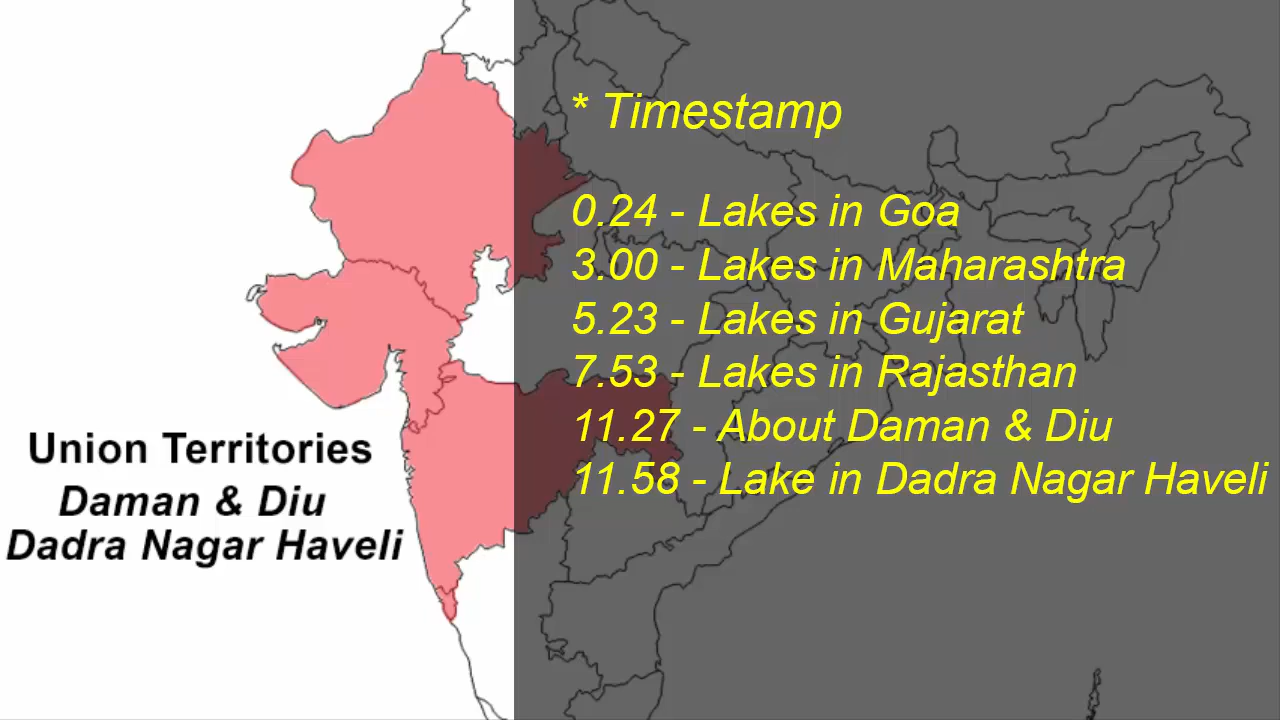 Union Territories
Daman & Diu
Dadra Nagar Haveli
* Timestamp
0.24 - Lakes in Goa
3.00 - Lakes in Maharashtra
5.23 - Lakes in Gujarat
7.53 - Lakes in Rajasthan
11.27 - About Daman & Diu
11.58 - Lake in Dadra Nagar Haveli